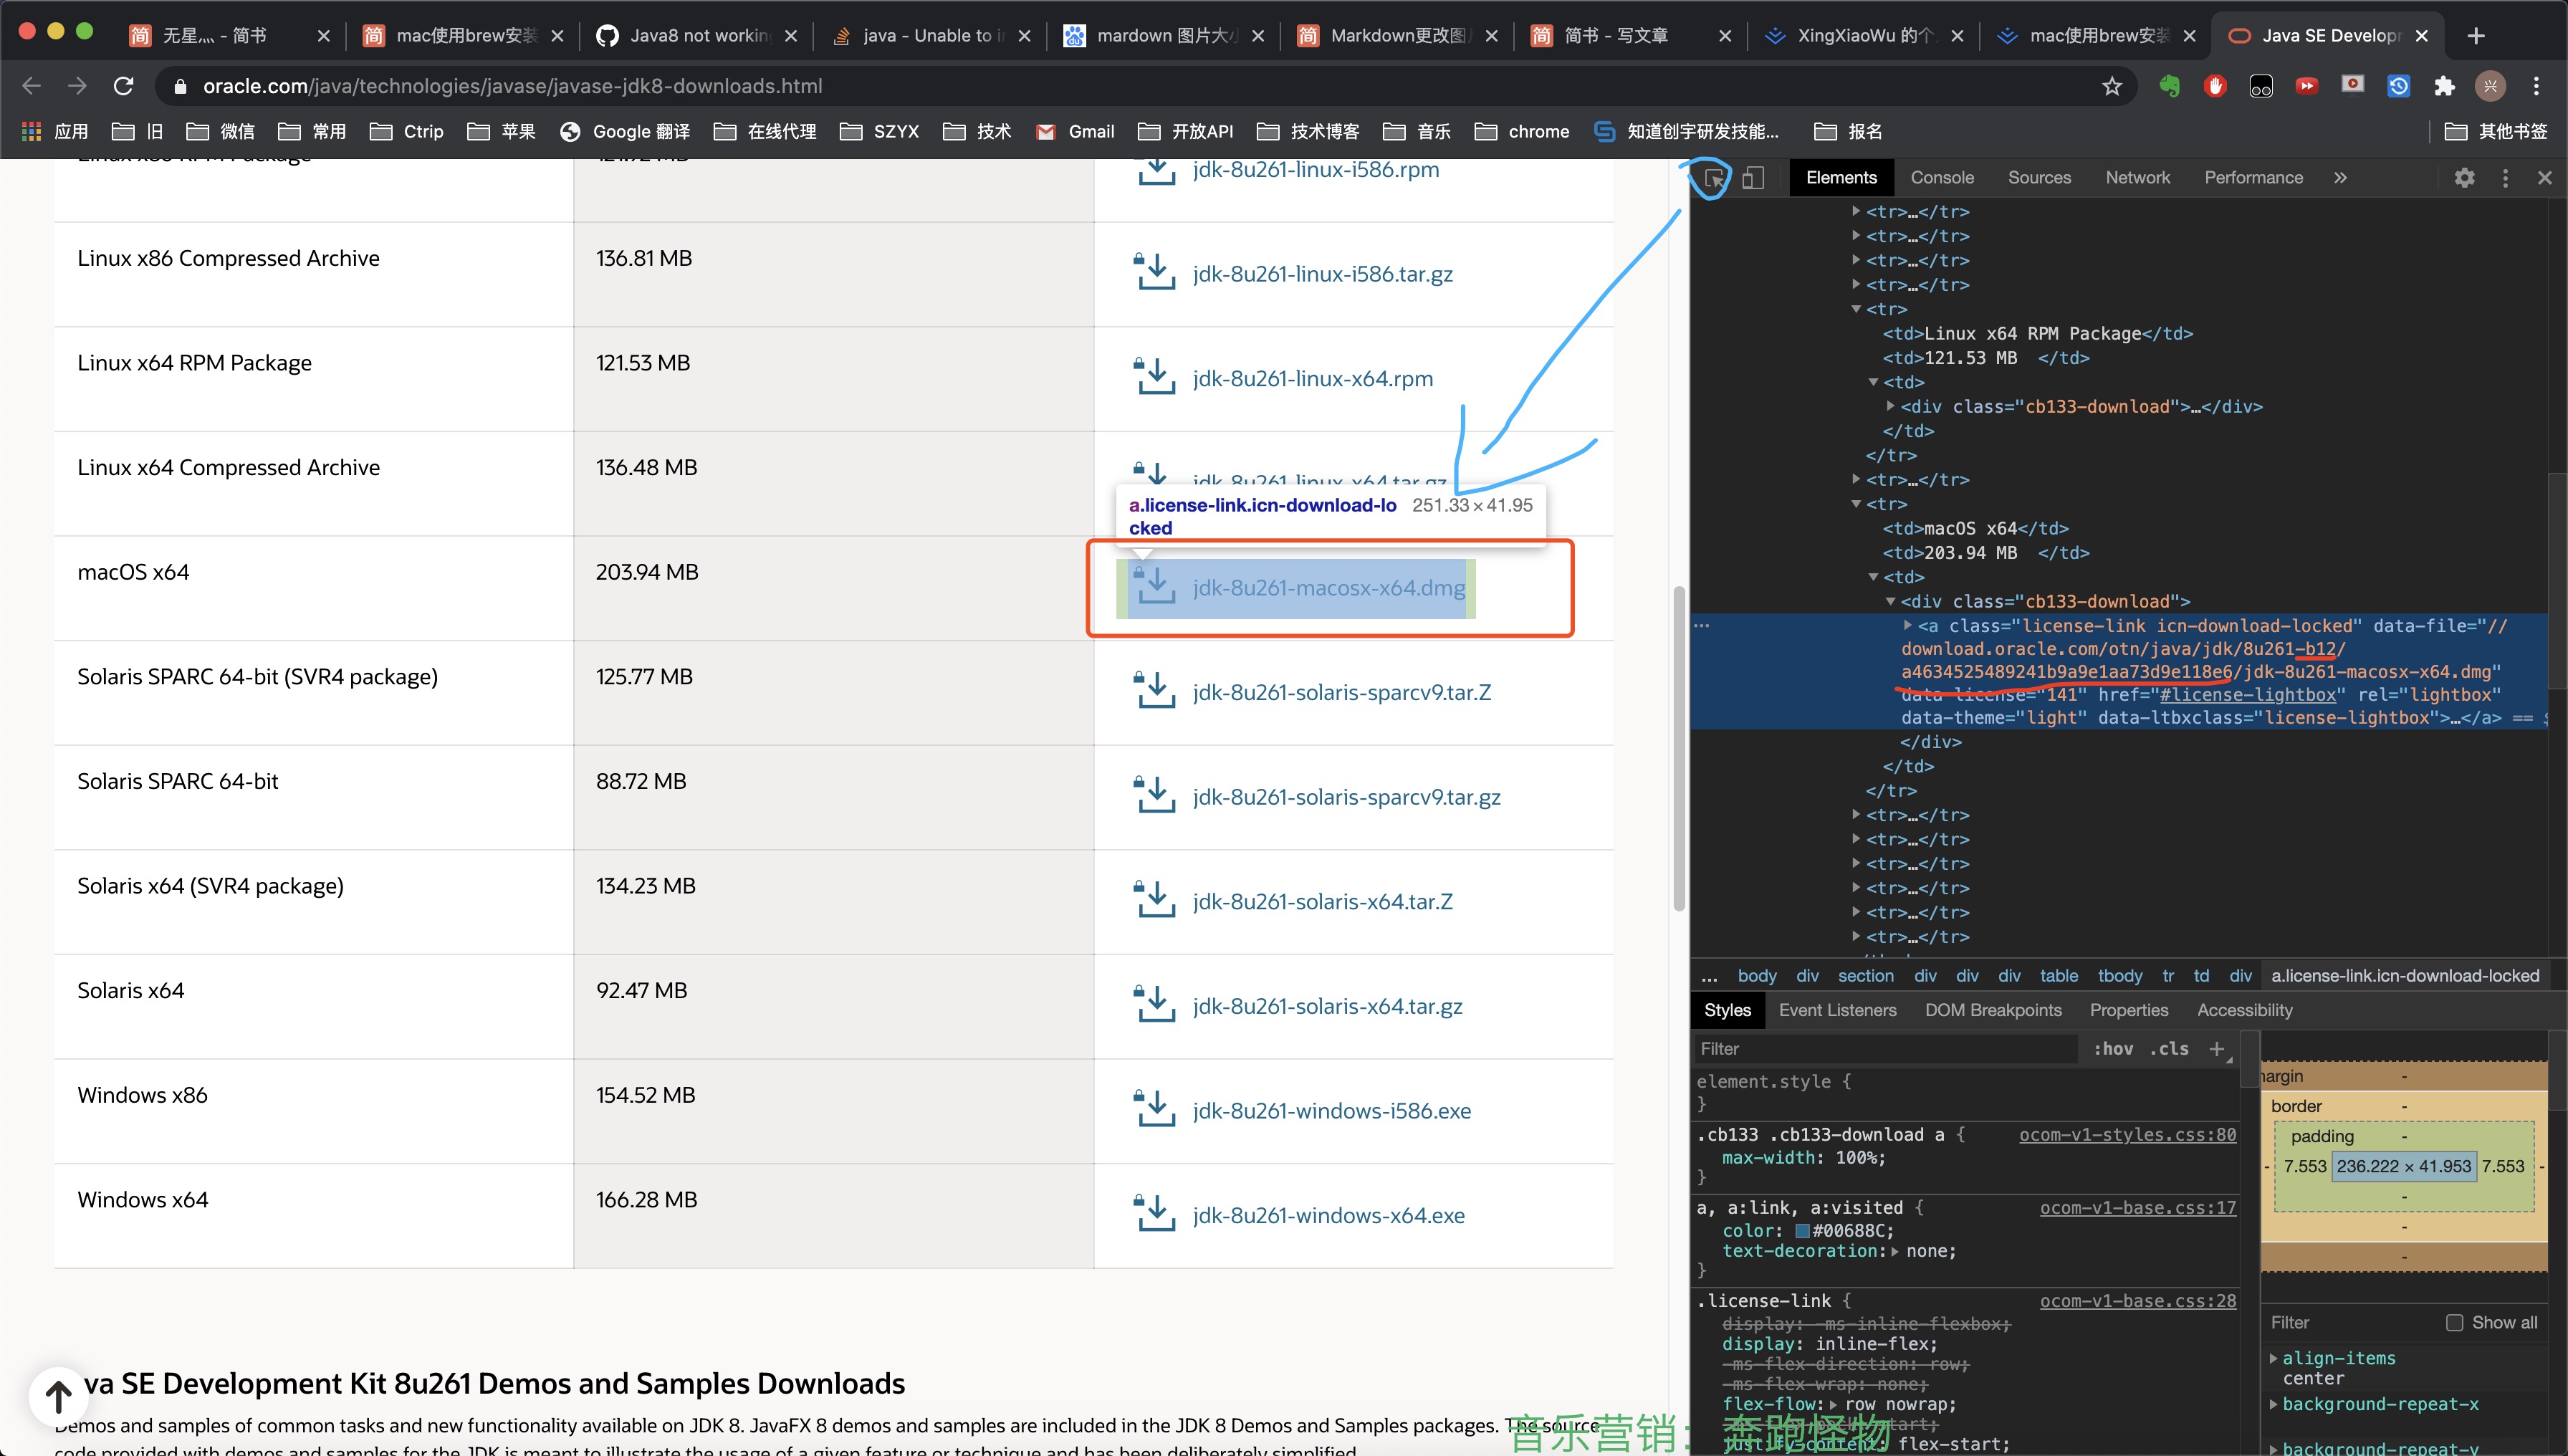 无星灬 - 简书
mac使用brew安装
Java8 not working
java - Unable to in
mardown 图片大小
Markdown更改图片
简书 - 写文章
XingXiaoWu 的个
mac使用brew安装
Java SE Develop
oracle.com/java/technologies/javase/javase-jdk8-downloads.html
应用 旧 微信 常用 Ctrip 苹果 Google 翻译 在线代理 SZYX 技术 Gmail 开放API 技术博客 音乐 chrome 知道创宇研发技能... 报名 其他书签
jdk-8u261-linux-i586.rpm
Linux x86 Compressed Archive 136.81 MB jdk-8u261-linux-i586.tar.gz
Linux x64 RPM Package 121.53 MB jdk-8u261-linux-x64.rpm
Linux x64 Compressed Archive 136.48 MB jdk-8u261-linux-x64.tar.gz
a.license-link.icn-download-lo 251.33 × 41.95
cked
macOS x64 203.94 MB jdk-8u261-macosx-x64.dmg
Solaris SPARC 64-bit (SVR4 package) 125.77 MB jdk-8u261-solaris-sparcv9.tar.Z
Solaris SPARC 64-bit 88.72 MB jdk-8u261-solaris-sparcv9.tar.gz
Solaris x64 (SVR4 package) 134.23 MB jdk-8u261-solaris-x64.tar.Z
Solaris x64 92.47 MB jdk-8u261-solaris-x64.tar.gz
Windows x86 154.52 MB jdk-8u261-windows-i586.exe
Windows x64 166.28 MB jdk-8u261-windows-x64.exe
va SE Development Kit 8u261 Demos and Samples Downloads
Demos and samples of common tasks and new functionality available on JDK 8. JavaFX 8 demos and samples are included in the JDK 8 Demos and Samples packages. The source
code provided with demos and samples for the JDK is meant to illustrate the usage of a given feature or technique and has been deliberately simplified.
Elements Console Sources Network Performance »
<tr>…</tr>
<tr>…</tr>
<tr>…</tr>
<tr>…</tr>
<tr>
<td>Linux x64 RPM Package</td>
<td>121.53 MB </td>
<td>
<div class="cb133-download">…</div>
</td>
</tr>
<tr>…</tr>
<tr>
<td>macOS x64</td>
<td>203.94 MB </td>
<td>
<div class="cb133-download">
<a class="license-link icn-download-locked" data-file="//
download.oracle.com/otn/java/jdk/8u261-b12/
a4634525489241b9a9e1aa73d9e118e6/jdk-8u261-macosx-x64.dmg"
data-license="141" href="#license-lightbox" rel="lightbox"
data-theme="light" data-ltbxclass="license-lightbox">…</a> == $
</div>
</td>
</tr>
<tr>…</tr>
<tr>…</tr>
<tr>…</tr>
<tr>…</tr>
<tr>…</tr>
<tr>…</tr>
... body div section div div div table tbody tr td div a.license-link.icn-download-locked
Styles Event Listeners DOM Breakpoints Properties Accessibility
Filter :hov .cls +
element.style {
}
.cb133 .cb133-download a { ocom-v1-styles.css:80
max-width: 100%;
}
a, a:link, a:visited { ocom-v1-base.css:17
color: #00688C;
text-decoration: none;
}
.license-link { ocom-v1-base.css:28
display: -ms-inline-flexbox;
display: inline-flex;
-ms-flex-direction: row;
-ms-flex-wrap: none;
flex-flow: row nowrap;
justify-content: flex-start;
margin -
border -
padding -
- 7.553 236.222 × 41.953 7.553 -
-
-
-
Filter Show all
align-items
center
background-repeat-x
background-repeat-y
音乐营销：奔跑怪物